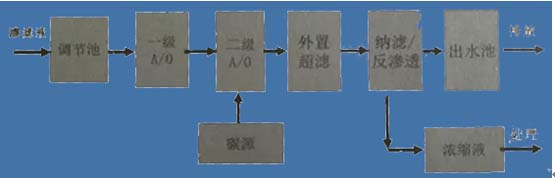 渗滤液
调节池
一级
A/O
二级
A/O
外置
超滤
纳滤/
反渗透
出水池
排放
碳源
浓缩液
处理